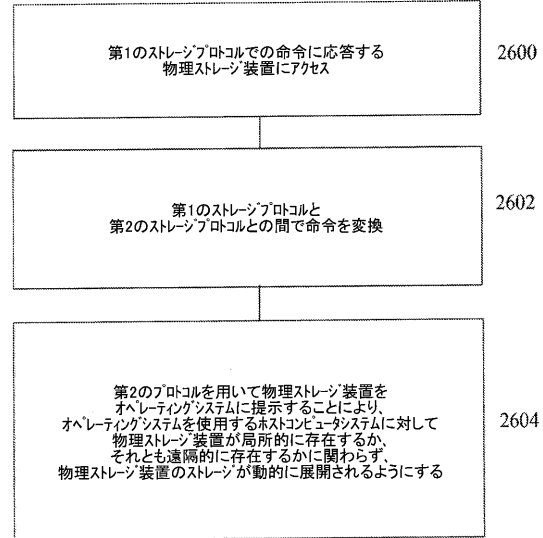 第1のストレージプロトコルでの命令に応答する
物理ストレージ装置にアクセス
2600
第1のストレージプロトコルと
第2のストレージプロトコルとの間で命令を変換
2602
第2のプロトコルを用いて物理ストレージ装置を
オペレーティングシステムに提示することにより、
オペレーティングシステムを使用するホストコンピュータシステムに対して
物理ストレージ装置が局所的に存在するか、
それとも遠隔的に存在するかに関わらず、
物理ストレージ装置のストレージが動的に展開されるようにする
2604